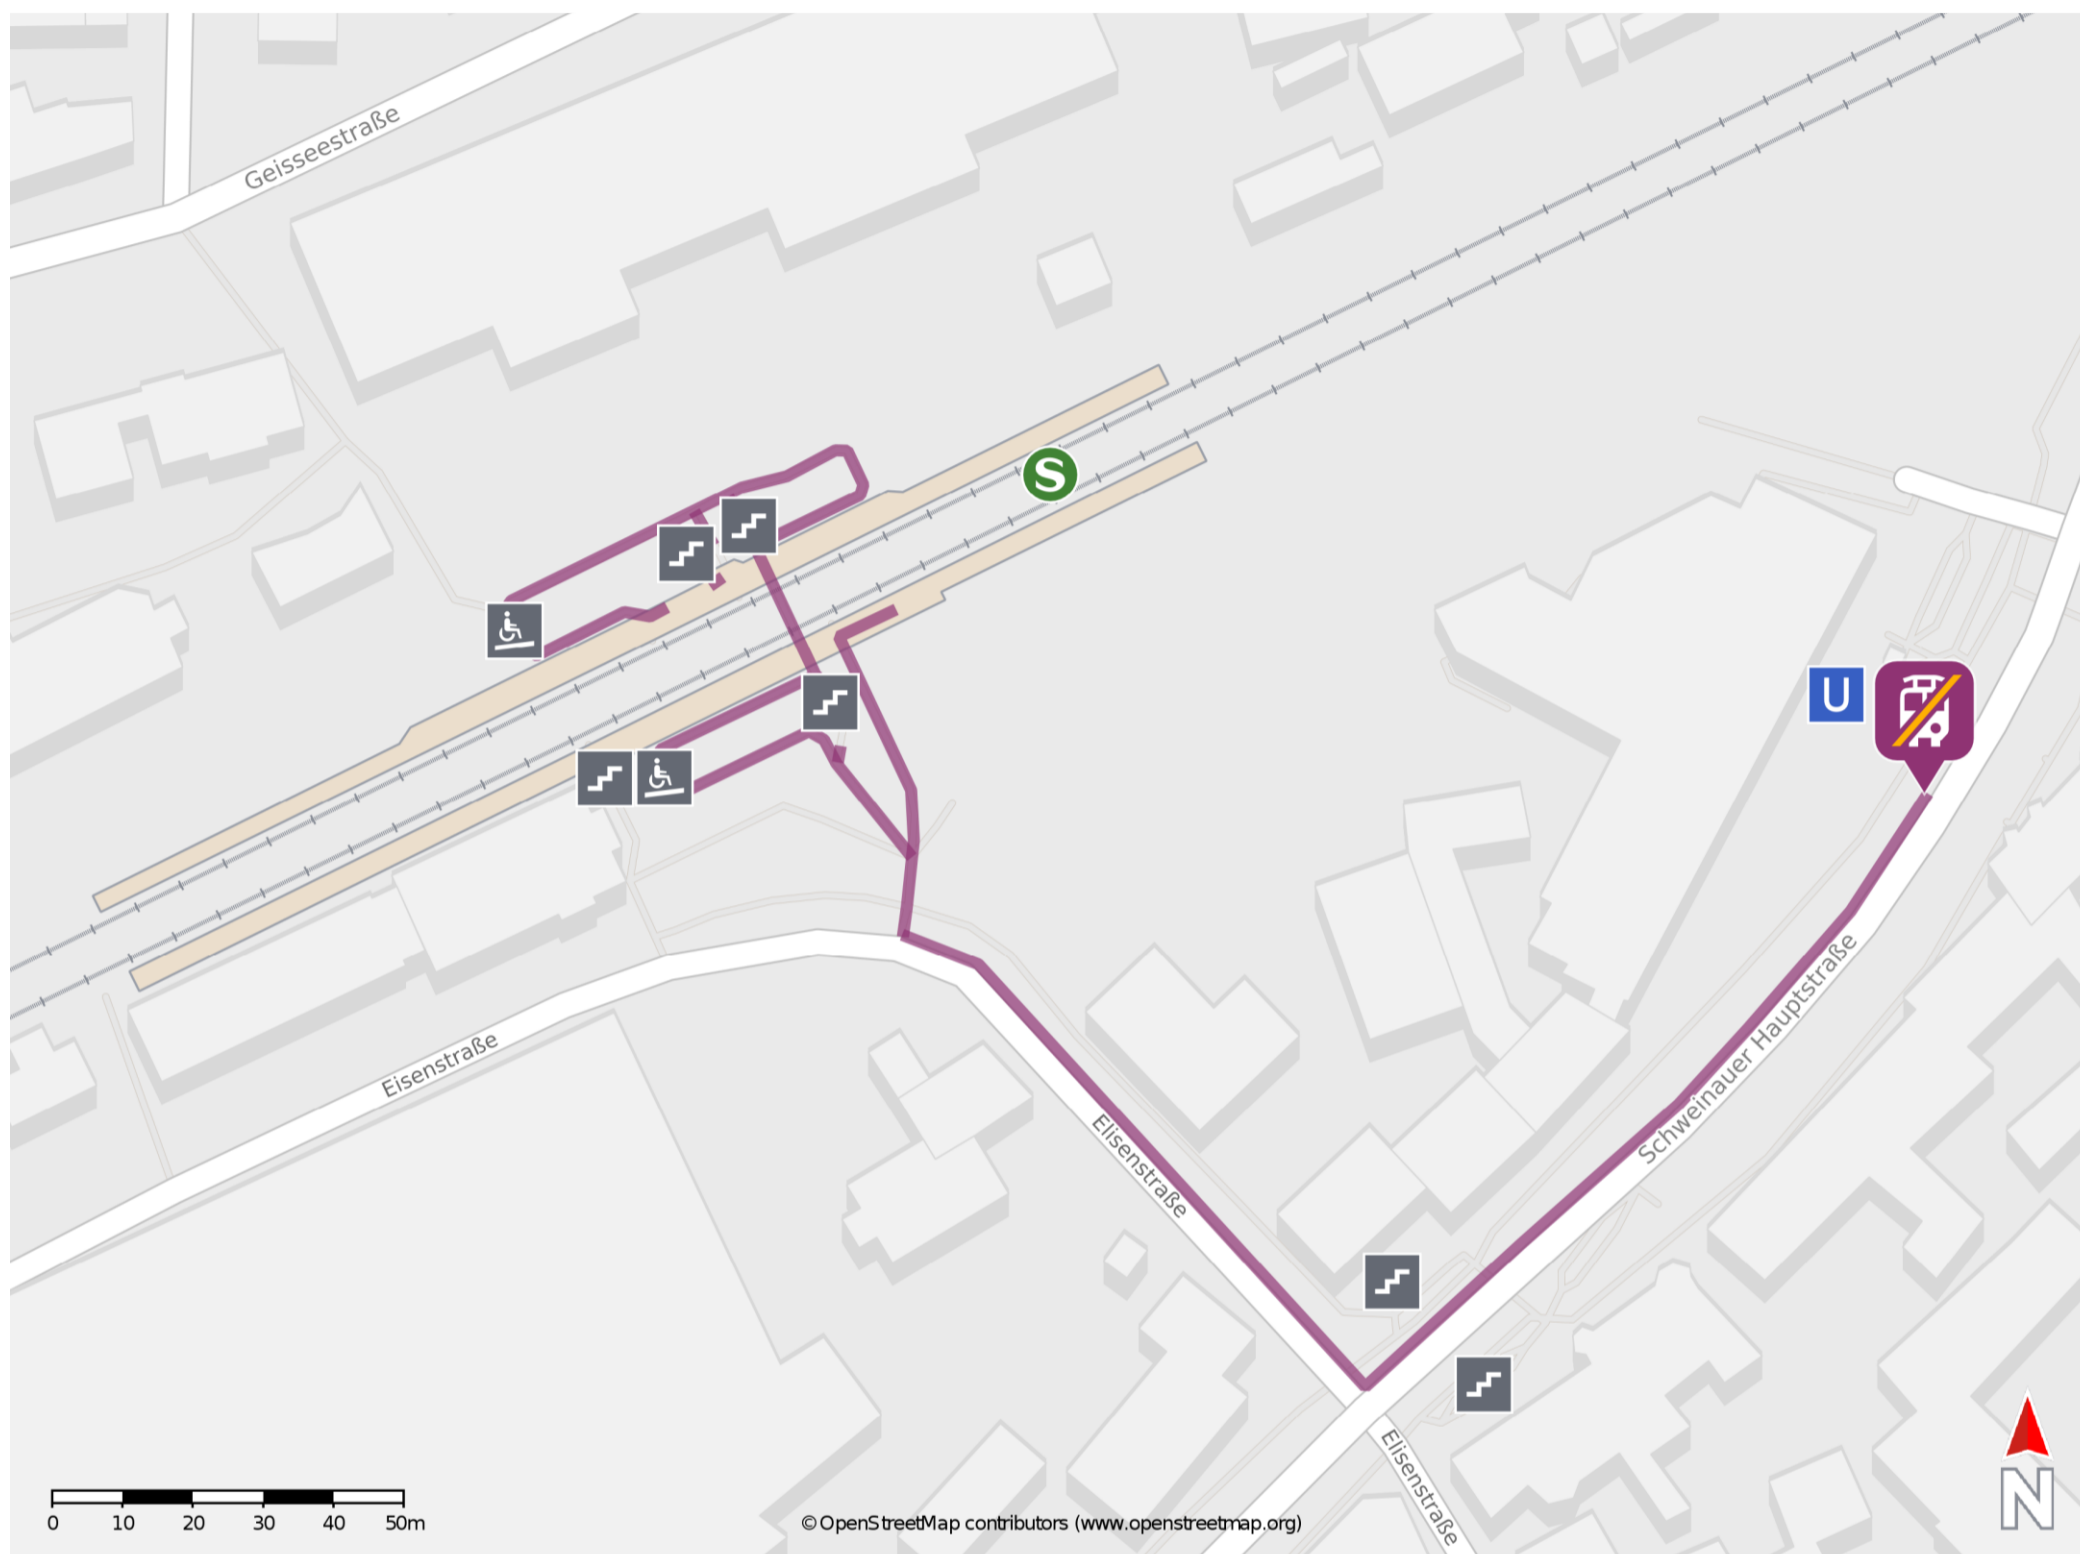 Geisseestraße
S
U
Schweinauer Hauptstraße
Eisenstraße
Elisenstraße
Elisenstraße
0 10 20 30 40 50m
©OpenStreetMap contributors (www.openstreetmap.org)
N